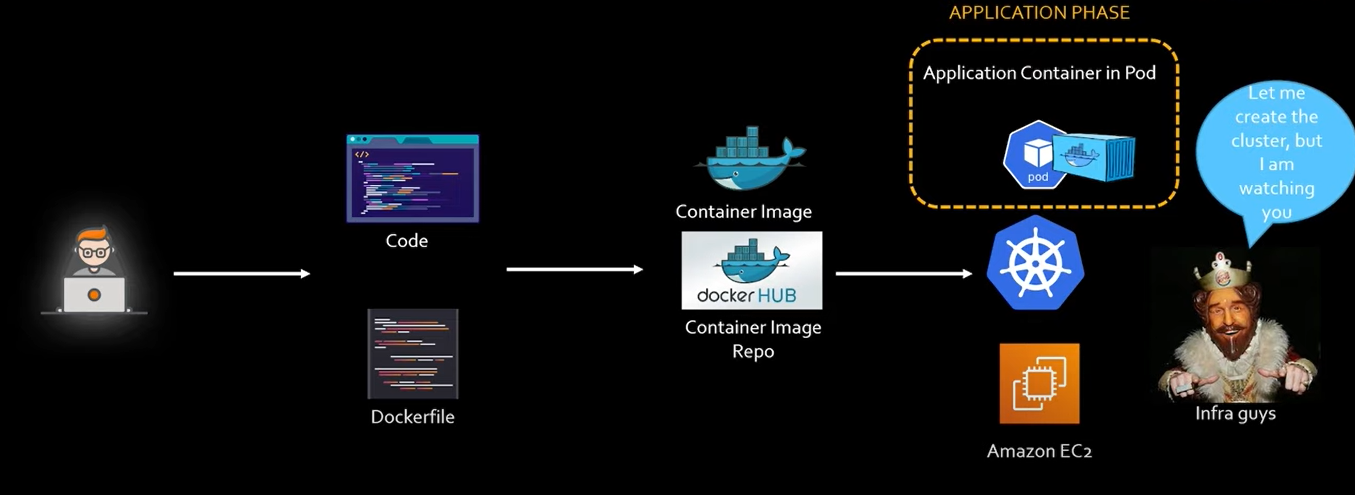 APPLICATION PHASE
Application Container in Pod
pod
Let me
create the
cluster, but
I am
watching
you
</>
Code
Container Image
docker HUB
Container Image
Repo
Dockerfile
Infra guys
Amazon EC2